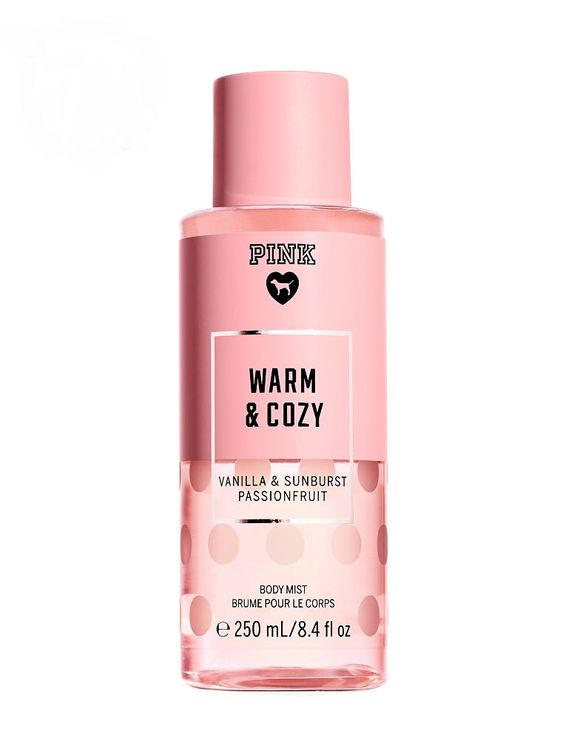 PINK
WARM
& COZY
VANILLA & SUNBURST
PASSIONFRUIT
BODY MIST
BRUME POUR LE CORPS
℮ 250 mL/8.4 fl oz